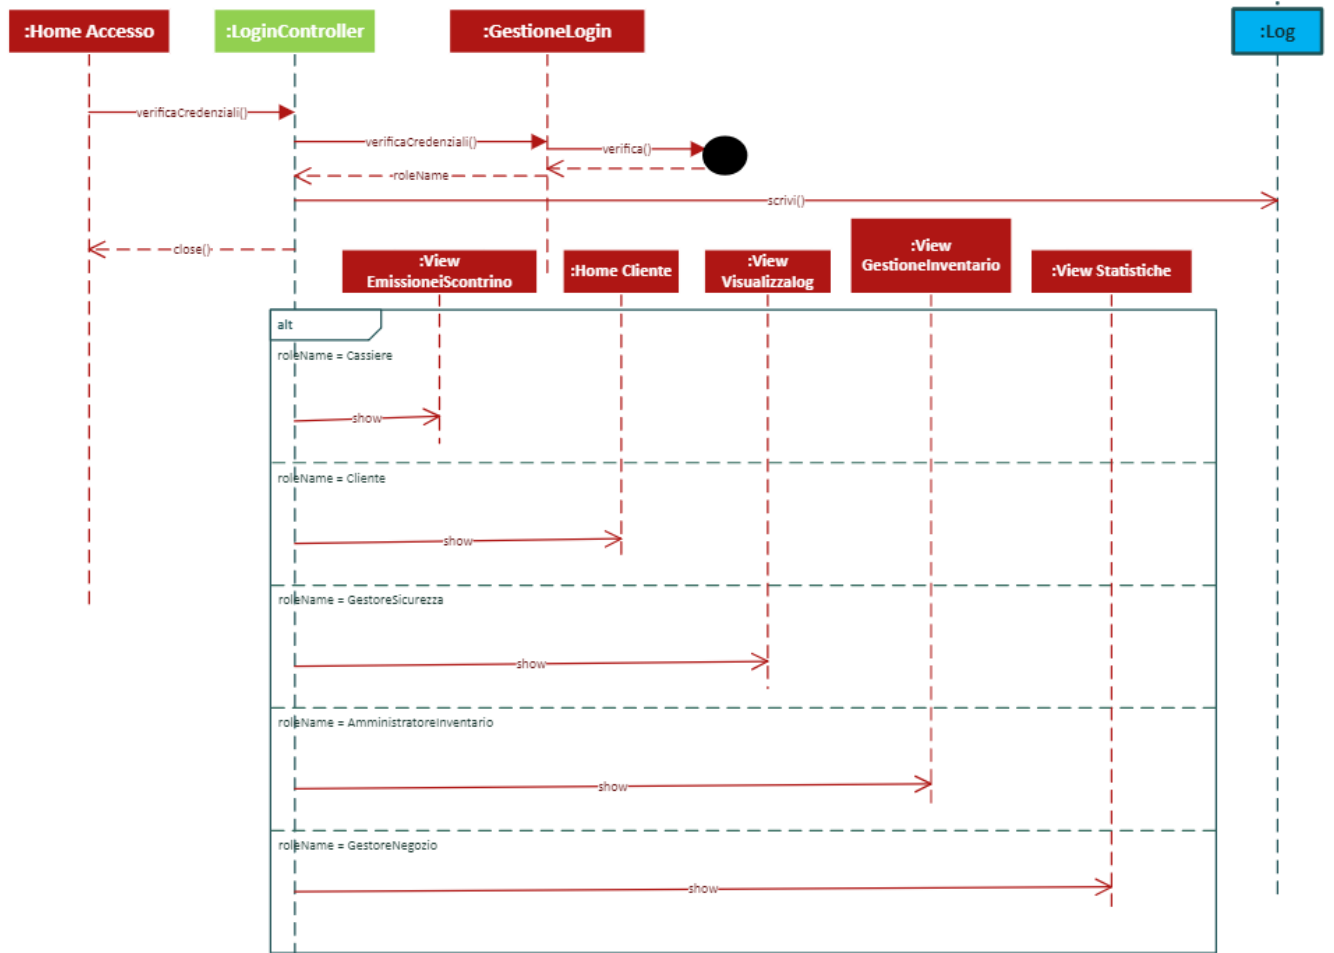 :Home Accesso
:LoginController
:GestioneLogin
:Log
verificaCredenziali()
verificaCredenziali()
verifica()
roleName
scrivi()
close()
:View
EmissioneiScontrino
:Home Cliente
:View
Visualizzalog
:View
GestioneInventario
:View Statistiche
alt
roleName = Cassiere
show
roleName = Cliente
show
roleName = GestoreSicurezza
show
roleName = AmministratoreInventario
show
roleName = GestoreNegozio
show